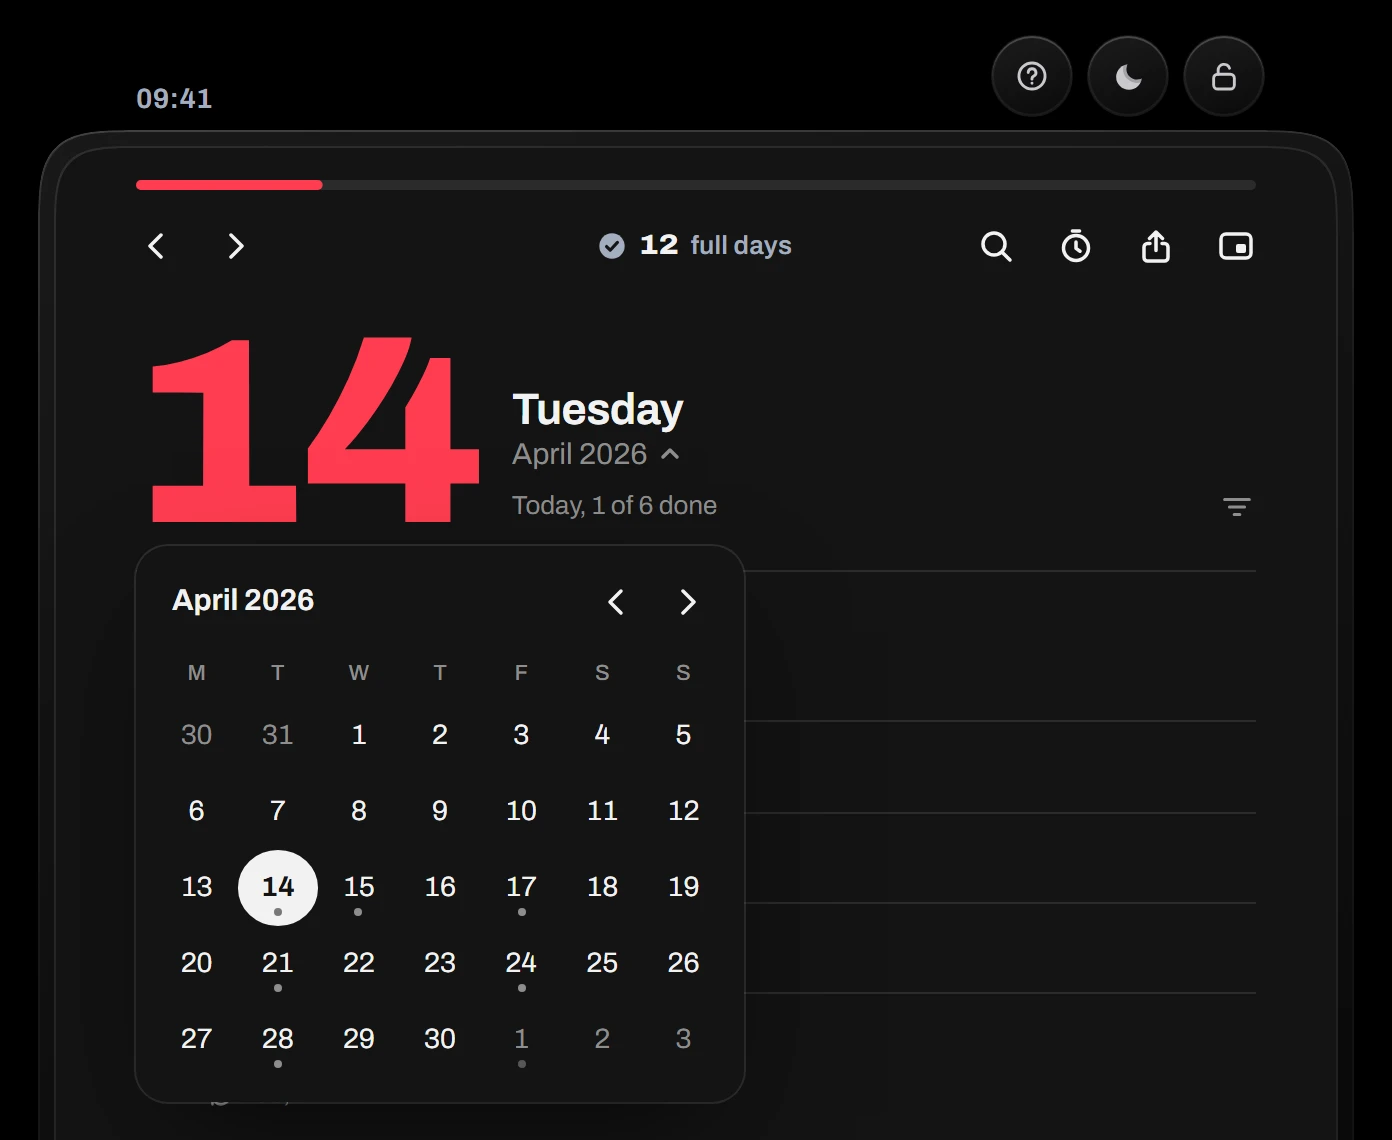 09:41
12 full days
14
Tuesday
April 2026
Today, 1 of 6 done
April 2026
M T W T F S S
30 31 1 2 3 4 5
6 7 8 9 10 11 12
13 14 15 16 17 18 19
20 21 22 23 24 25 26
27 28 29 30 1 2 3